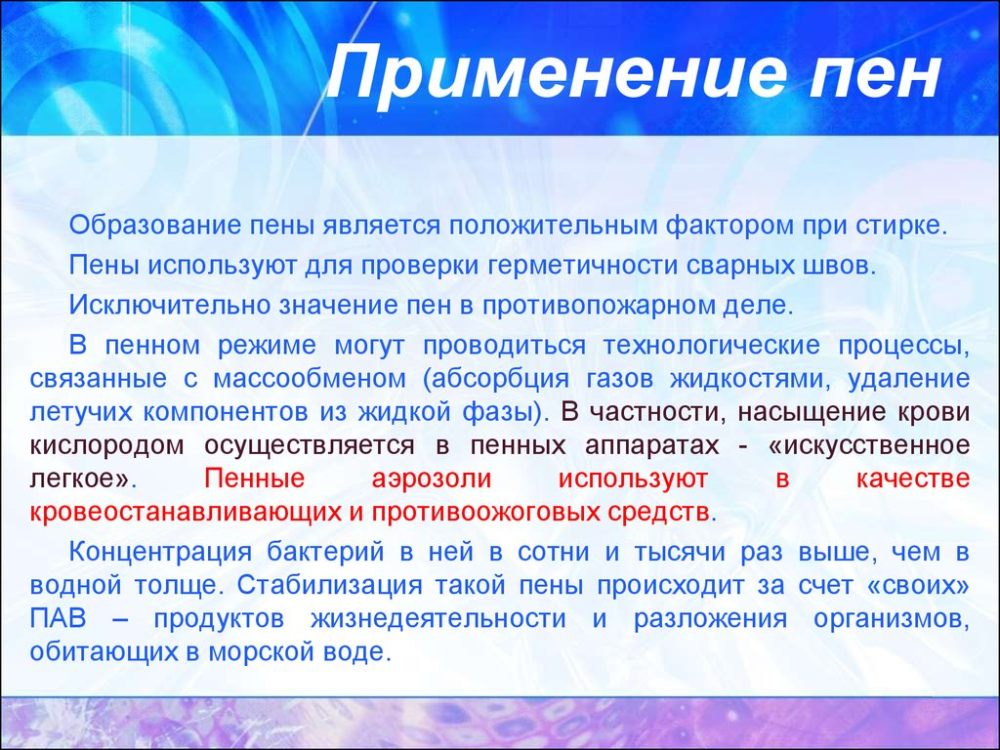 Применение пен
Образование пены является положительным фактором при стирке.
Пены используют для проверки герметичности сварных швов.
Исключительно значение пен в противопожарном деле.
В пенном режиме могут проводиться технологические процессы,
связанные с массообменом (абсорбция газов жидкостями, удаление
летучих компонентов из жидкой фазы). В частности, насыщение крови
кислородом осуществляется в пенных аппаратах - «искусственное
легкое». Пенные аэрозоли используют в качестве
кровеостанавливающих и противоожоговых средств.
Концентрация бактерий в ней в сотни и тысячи раз выше, чем в
водной толще. Стабилизация такой пены происходит за счет «своих»
ПАВ – продуктов жизнедеятельности и разложения организмов,
обитающих в морской воде.